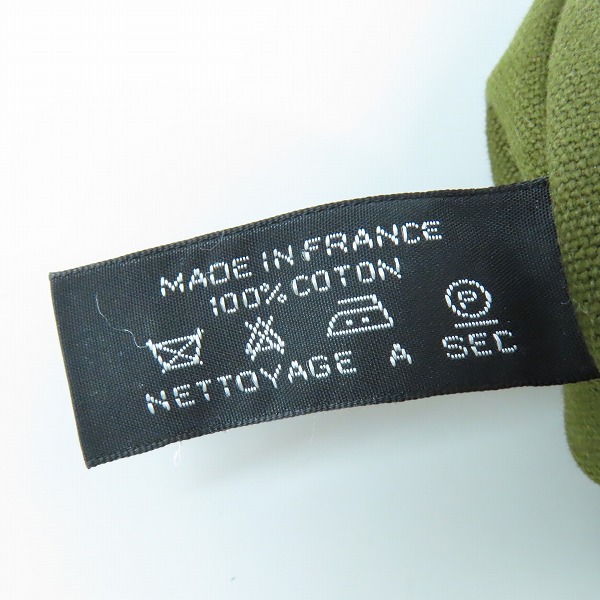 MADE IN FRANCE
100% COTON
P
NETTOYAGE A SEC